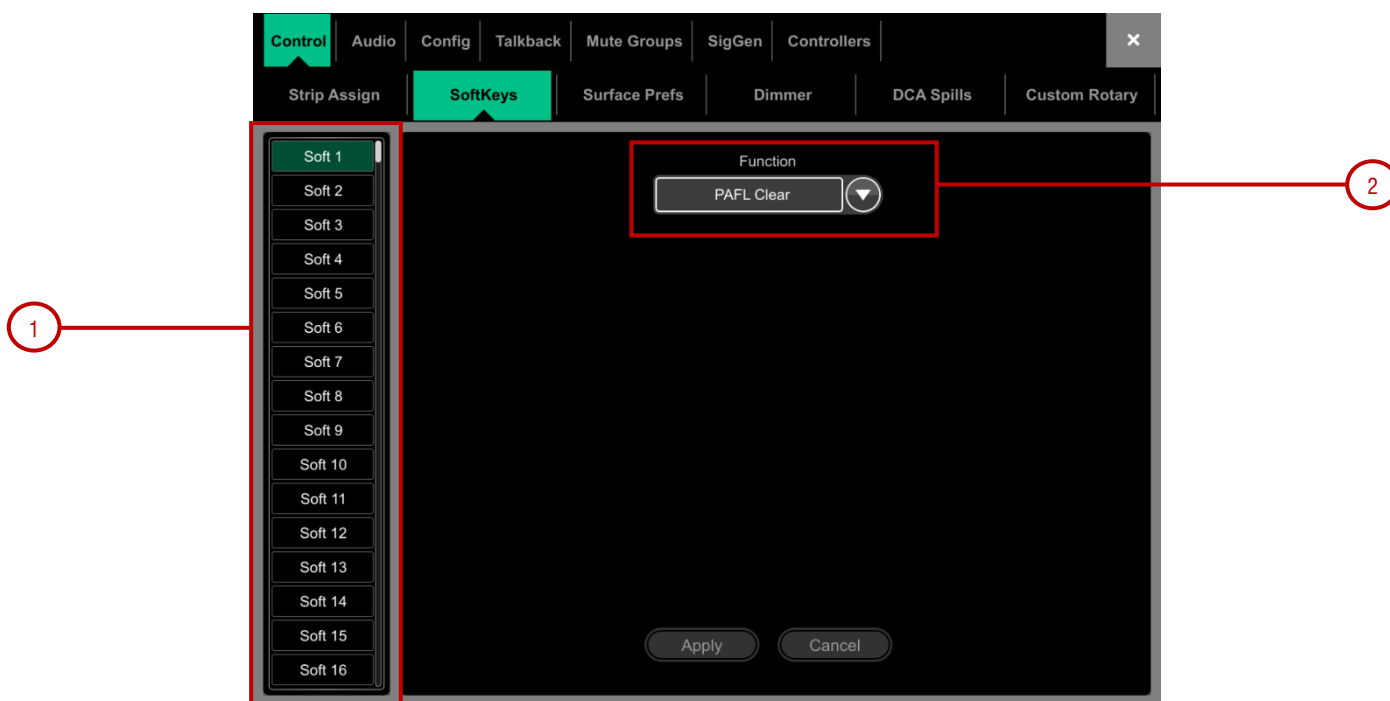 Control Audio Config Talkback Mute Groups SigGen Controllers ×
Strip Assign SoftKeys Surface Prefs Dimmer DCA Spills Custom Rotary
Soft 1
Soft 2
Soft 3
Soft 4
Soft 5
Soft 6
Soft 7
Soft 8
Soft 9
Soft 10
Soft 11
Soft 12
Soft 13
Soft 14
Soft 15
Soft 16
Function
PAFL Clear
Apply Cancel
1
2